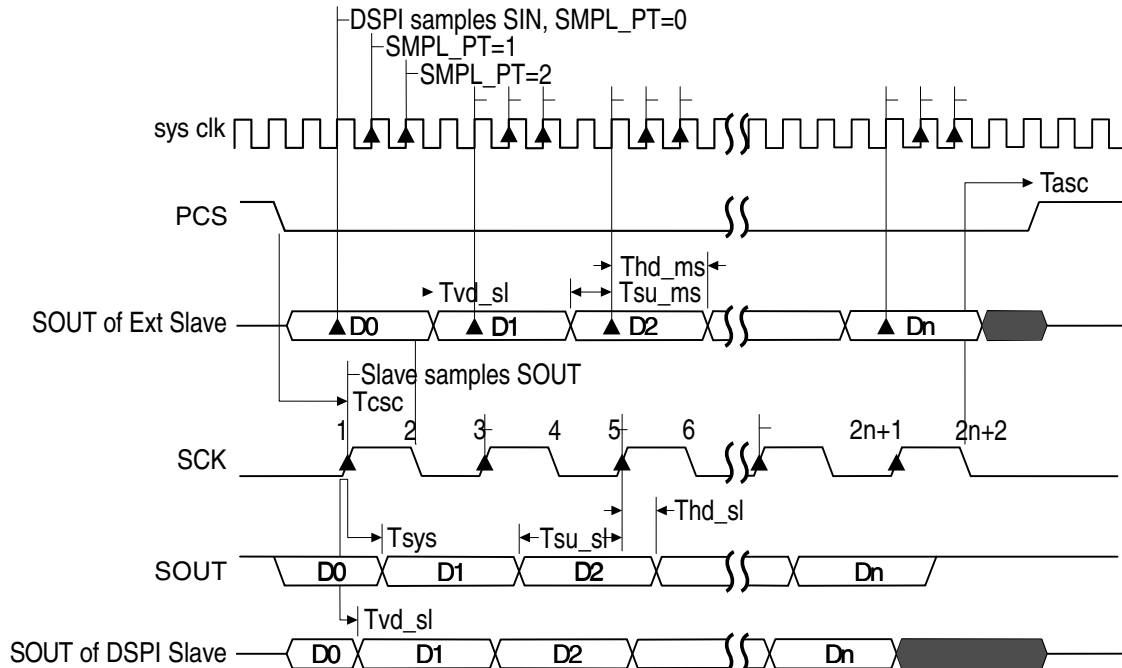 DSPI samples SIN, SMPL_PT=0
SMPL_PT=1
SMPL_PT=2
sys clk
Tasc
PCS
Thd_ms
Tvd_sl
Tsu_ms
SOUT of Ext Slave
D0
D1
D2
Dn
Slave samples SOUT
Tcsc
1
2
3
4
5
6
2n+1
2n+2
SCK
Thd_sl
Tsys
Tsu_sl
SOUT
D0
D1
D2
Dn
Tvd_sl
SOUT of DSPI Slave
D0
D1
D2
Dn